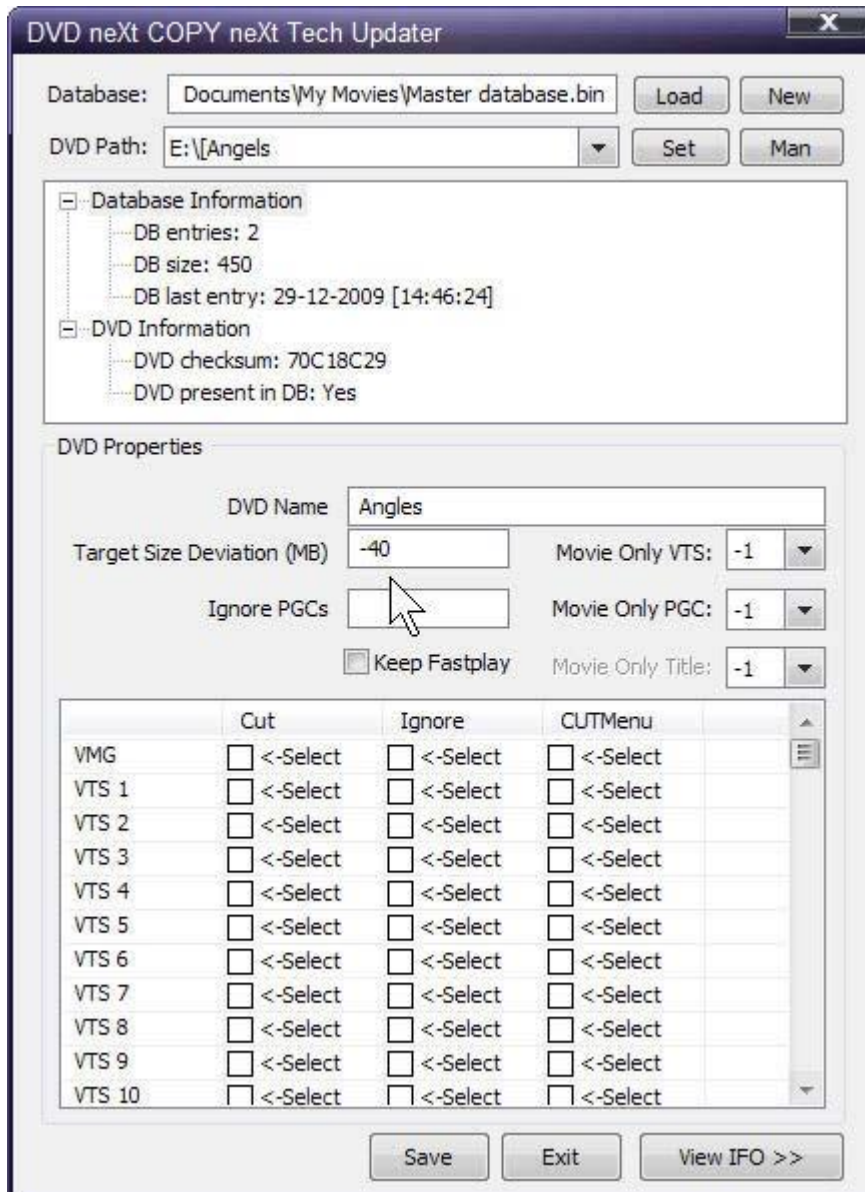 DVD neXt COPY neXt Tech Updater
X
Database: Documents\My Movies\Master database.bin Load New
DVD Path: E:\[Angels Set Man
Database Information
DB entries: 2
DB size: 450
DB last entry: 29-12-2009 [14:46:24]
DVD Information
DVD checksum: 70C18C29
DVD present in DB: Yes
DVD Properties
DVD Name Angles
Target Size Deviation (MB) -40 Movie Only VTS: -1
Ignore PGCs Movie Only PGC: -1
Keep Fastplay Movie Only Title: -1
Cut Ignore CUTMenu
VMG <-Select <-Select <-Select
VTS 1 <-Select <-Select <-Select
VTS 2 <-Select <-Select <-Select
VTS 3 <-Select <-Select <-Select
VTS 4 <-Select <-Select <-Select
VTS 5 <-Select <-Select <-Select
VTS 6 <-Select <-Select <-Select
VTS 7 <-Select <-Select <-Select
VTS 8 <-Select <-Select <-Select
VTS 9 <-Select <-Select <-Select
VTS 10 <-Select <-Select <-Select
Save Exit View IFO >>